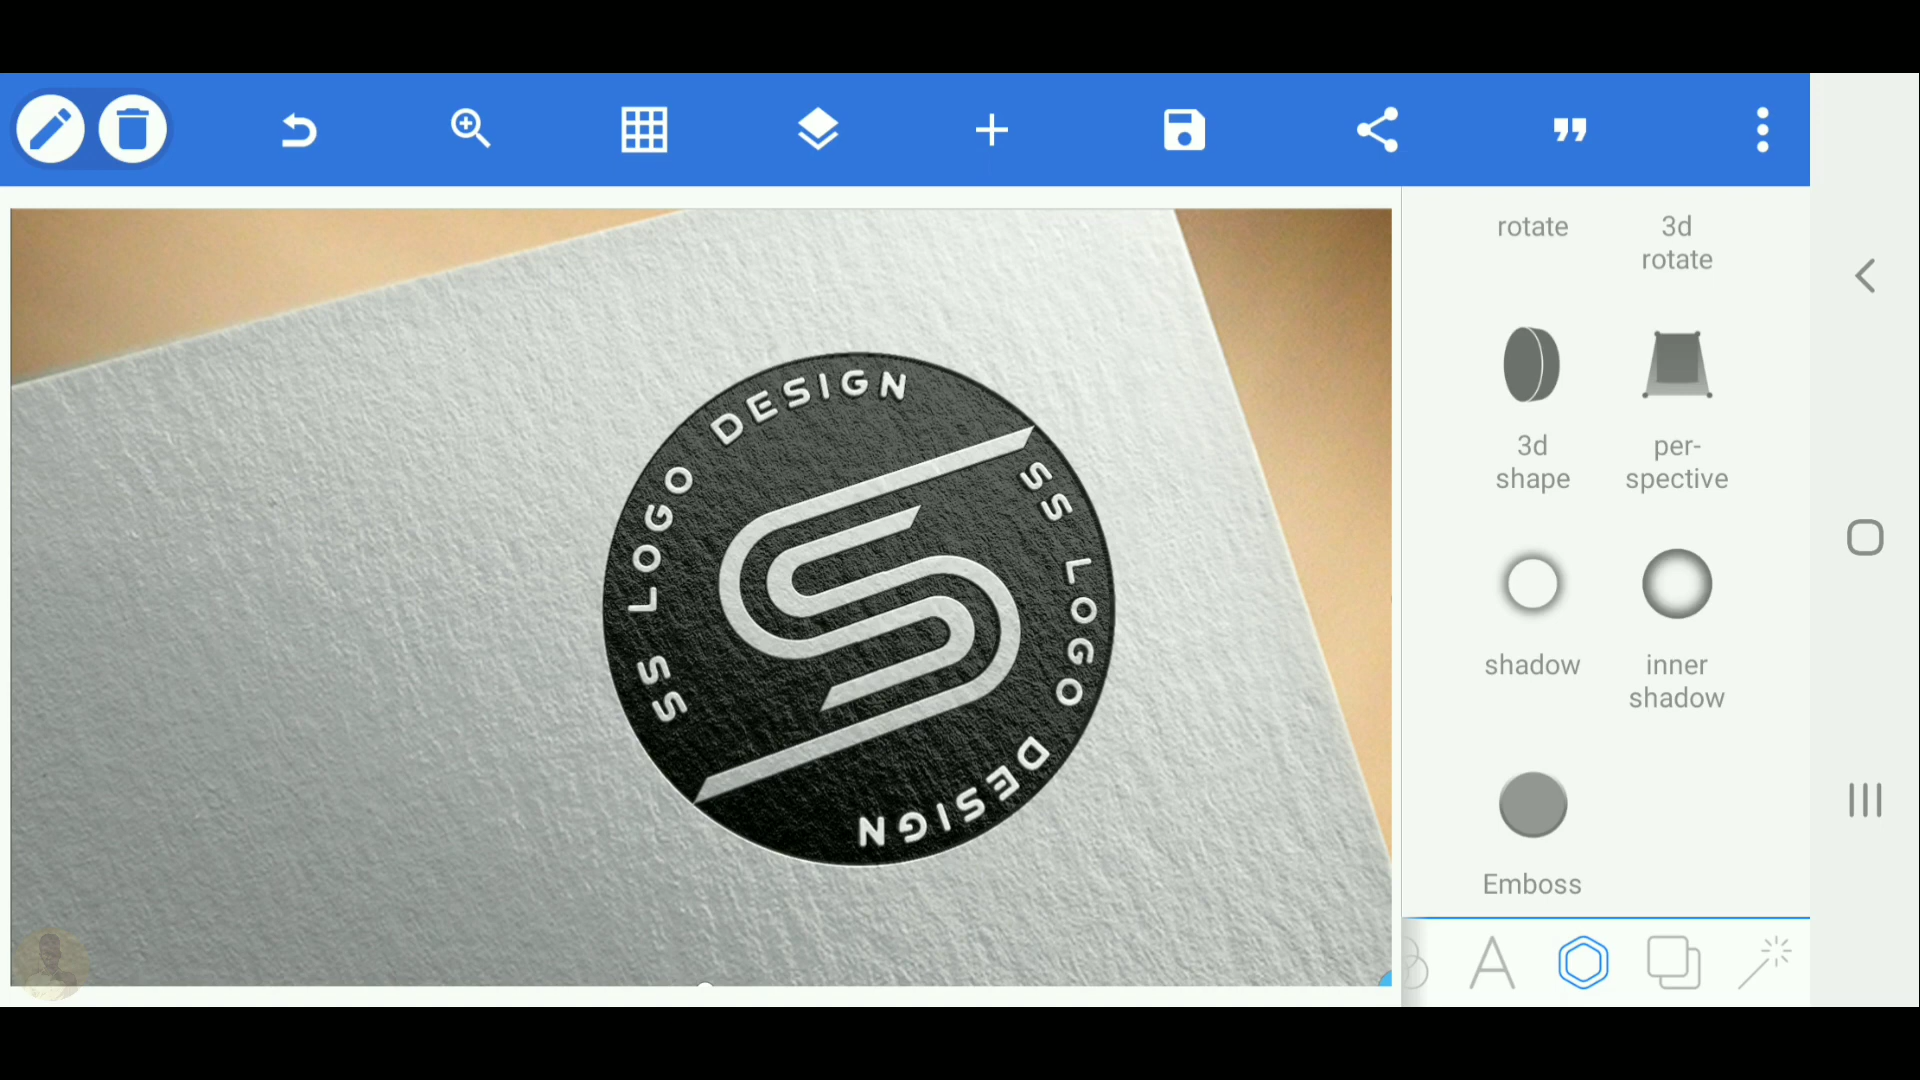 rotate
3d
rotate
3d
shape
per-
spective
shadow
inner
shadow
Emboss
SS LOGO DESIGN
SS LOGO DESIGN